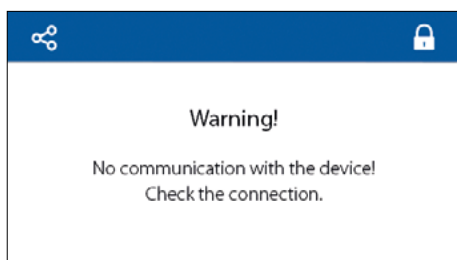 Warning!
No communication with the device!
Check the connection.